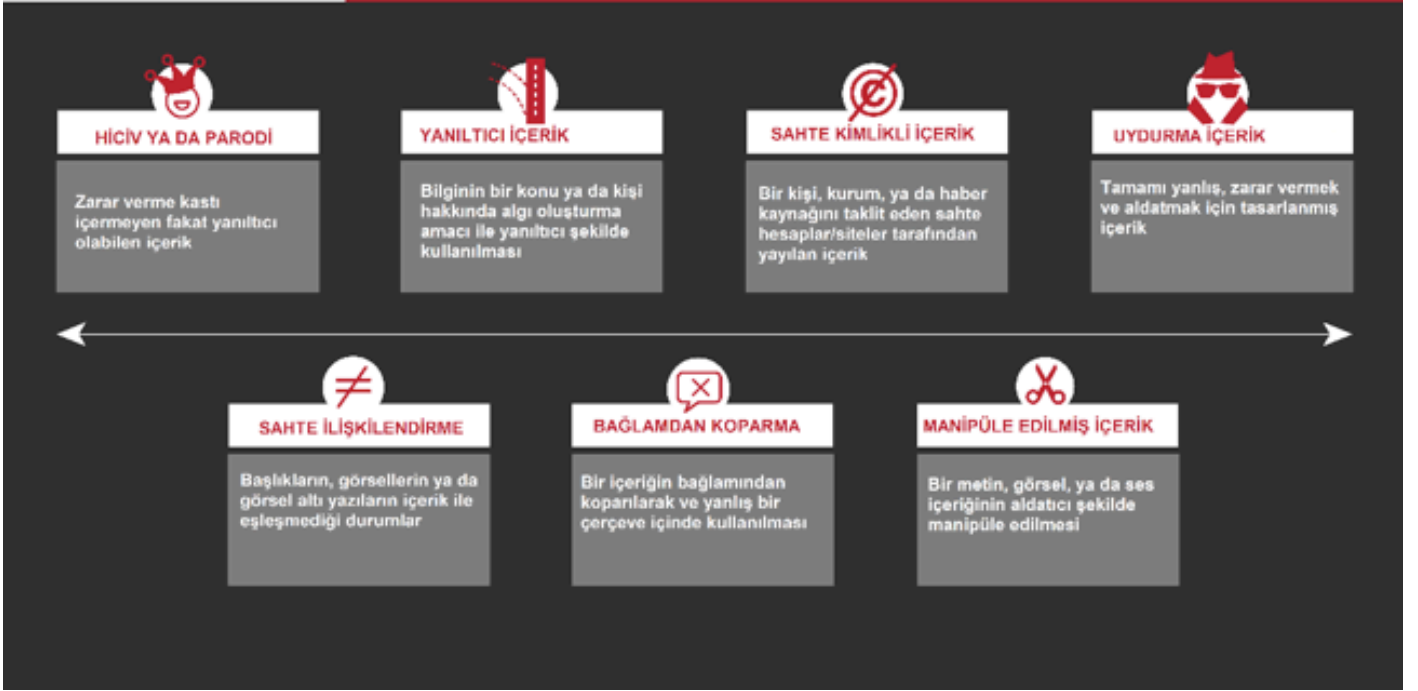 HİCİV YA DA PARODİ
Zarar verme kastı
içermeyen fakat yanıltıcı
olabilen içerik
YANILTICI İÇERİK
Bilginin bir konu ya da kişi
hakkında algı oluşturma
amacı ile yanıltıcı şekilde
kullanılması
SAHTE KİMLİKLİ İÇERİK
Bir kişi, kurum, ya da haber
kaynağını taklit eden sahte
hesaplar/siteler tarafından
yayılan içerik
UYDURMA İÇERİK
Tamamı yanlış, zarar vermek
ve aldatmak için tasarlanmış
içerik
SAHTE İLİŞKİLENDİRME
Başlıkların, görsellerin ya da
görsel altı yazıların içerik ile
eşleşmediği durumlar
BAĞLAMDAN KOPARMA
Bir içeriğin bağlamından
koparılarak ve yanlış bir
çerçeve içinde kullanılması
MANİPÜLE EDİLMİŞ İÇERİK
Bir metin, görsel, ya da ses
içeriğinin aldatıcı şekilde
manipüle edilmesi